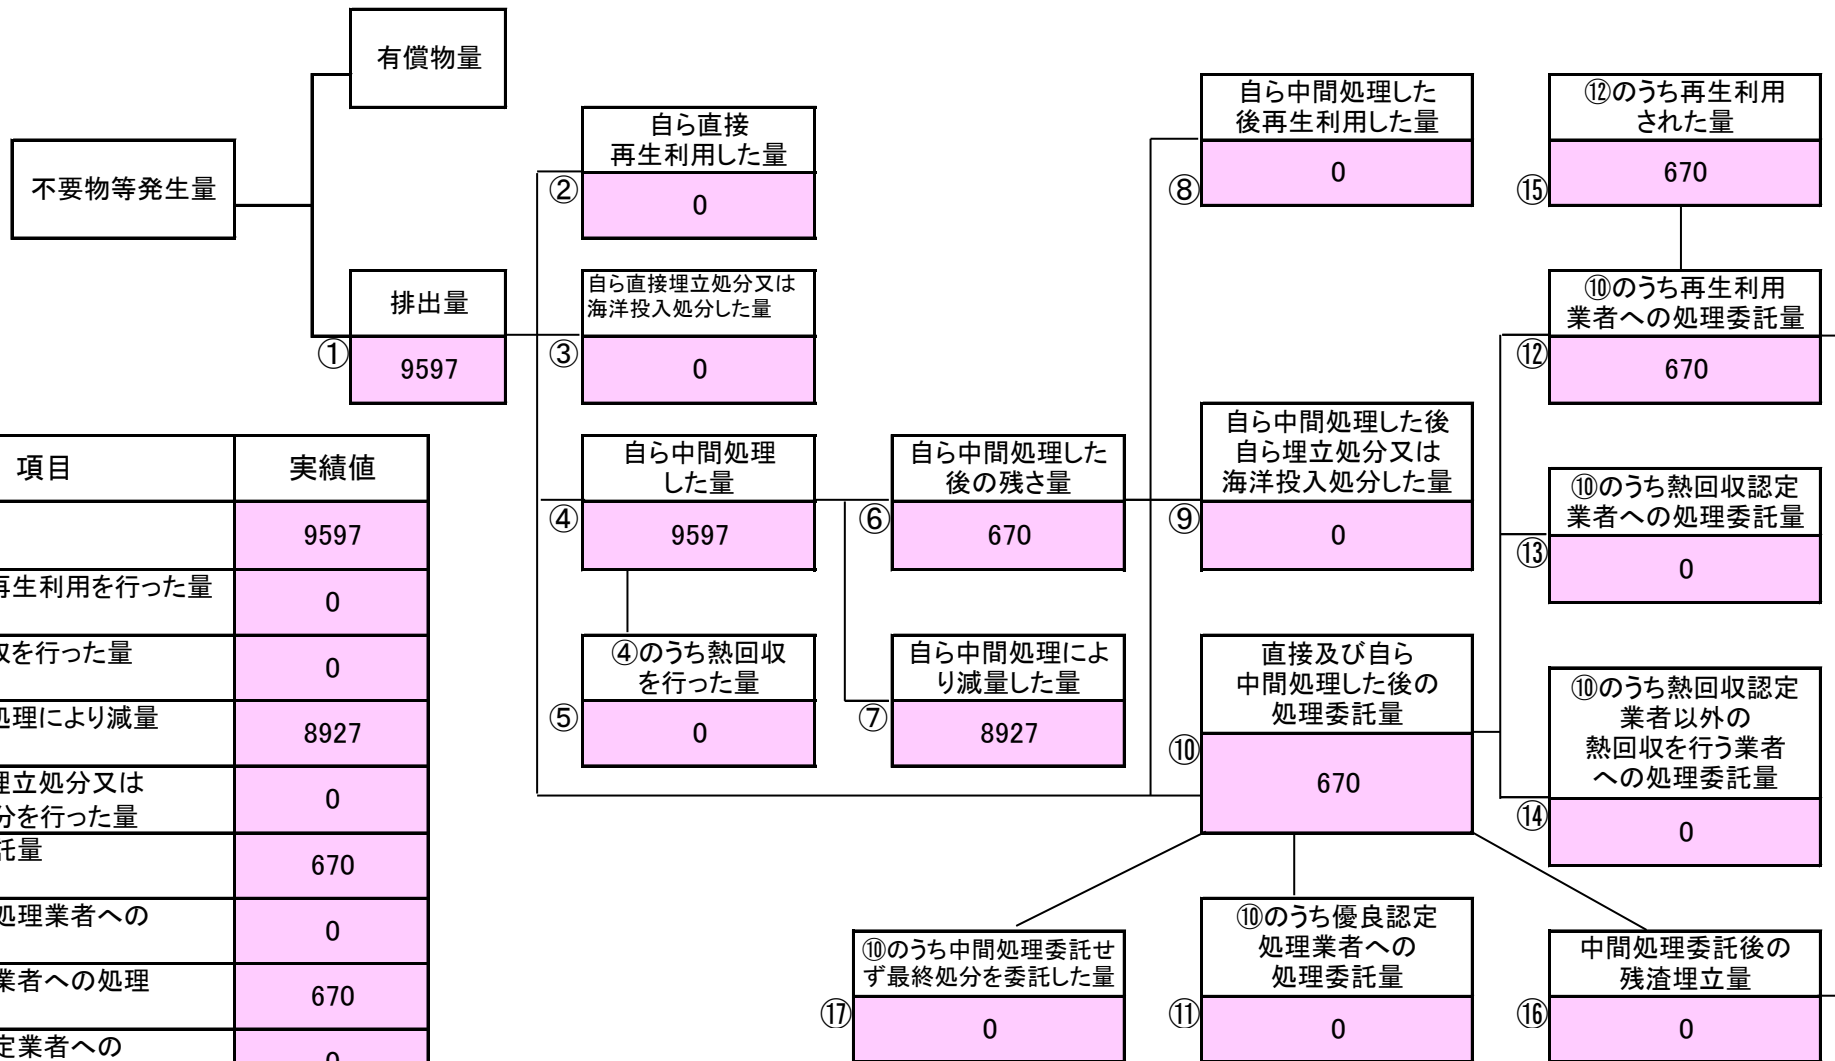 有償物量
不要物等発生量
排出量
①
9597
自ら直接
再生利用した量
②
0
自ら直接埋立処分又は
海洋投入処分した量
③
0
自ら中間処理
した量
④
9597
④のうち熱回収
を行った量
⑤
0
自ら中間処理した
後の残さ量
⑥
670
自ら中間処理によ
り減量した量
⑦
8927
自ら中間処理した
後再生利用した量
⑧
0
自ら中間処理した後
自ら埋立処分又は
海洋投入処分した量
⑨
0
直接及び自ら
中間処理した後の
処理委託量
⑩
670
⑫のうち再生利用
された量
⑮
670
⑩のうち再生利用
業者への処理委託量
⑫
670
⑩のうち熱回収認定
業者への処理委託量
⑬
0
⑩のうち熱回収認定
業者以外の
熱回収を行う業者
への処理委託量
⑭
0
⑩のうち中間処理委託せ
ず最終処分を委託した量
⑰
0
⑩のうち優良認定
処理業者への
処理委託量
⑪
0
中間処理委託後の
残渣埋立量
⑯
0
項目 実績値
9597
再生利用を行った量 0
収を行った量 0
処理により減量 8927
埋立処分又は
分を行った量 0
託量 670
処理業者への 0
業者への処理 670
定業者への 0